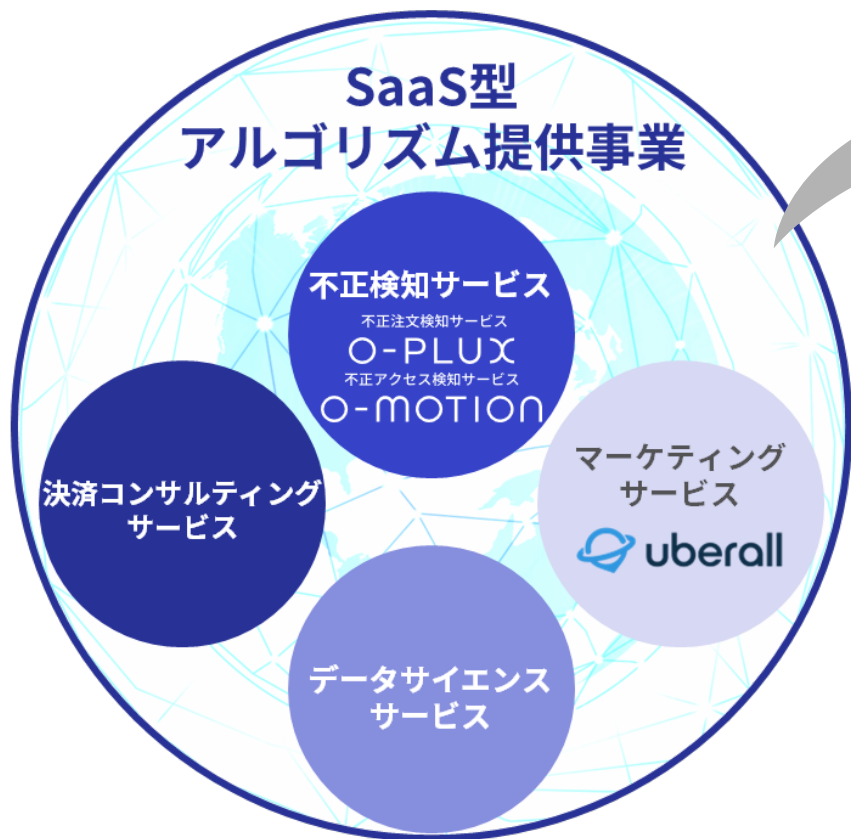 SaaS型
アルゴリズム提供事業
不正検知サービス
不正注文検知サービス
O-PLUX
不正アクセス検知サービス
O-MOTION
決済コンサルティング
サービス
マーケティング
サービス
uberall
データサイエンス
サービス